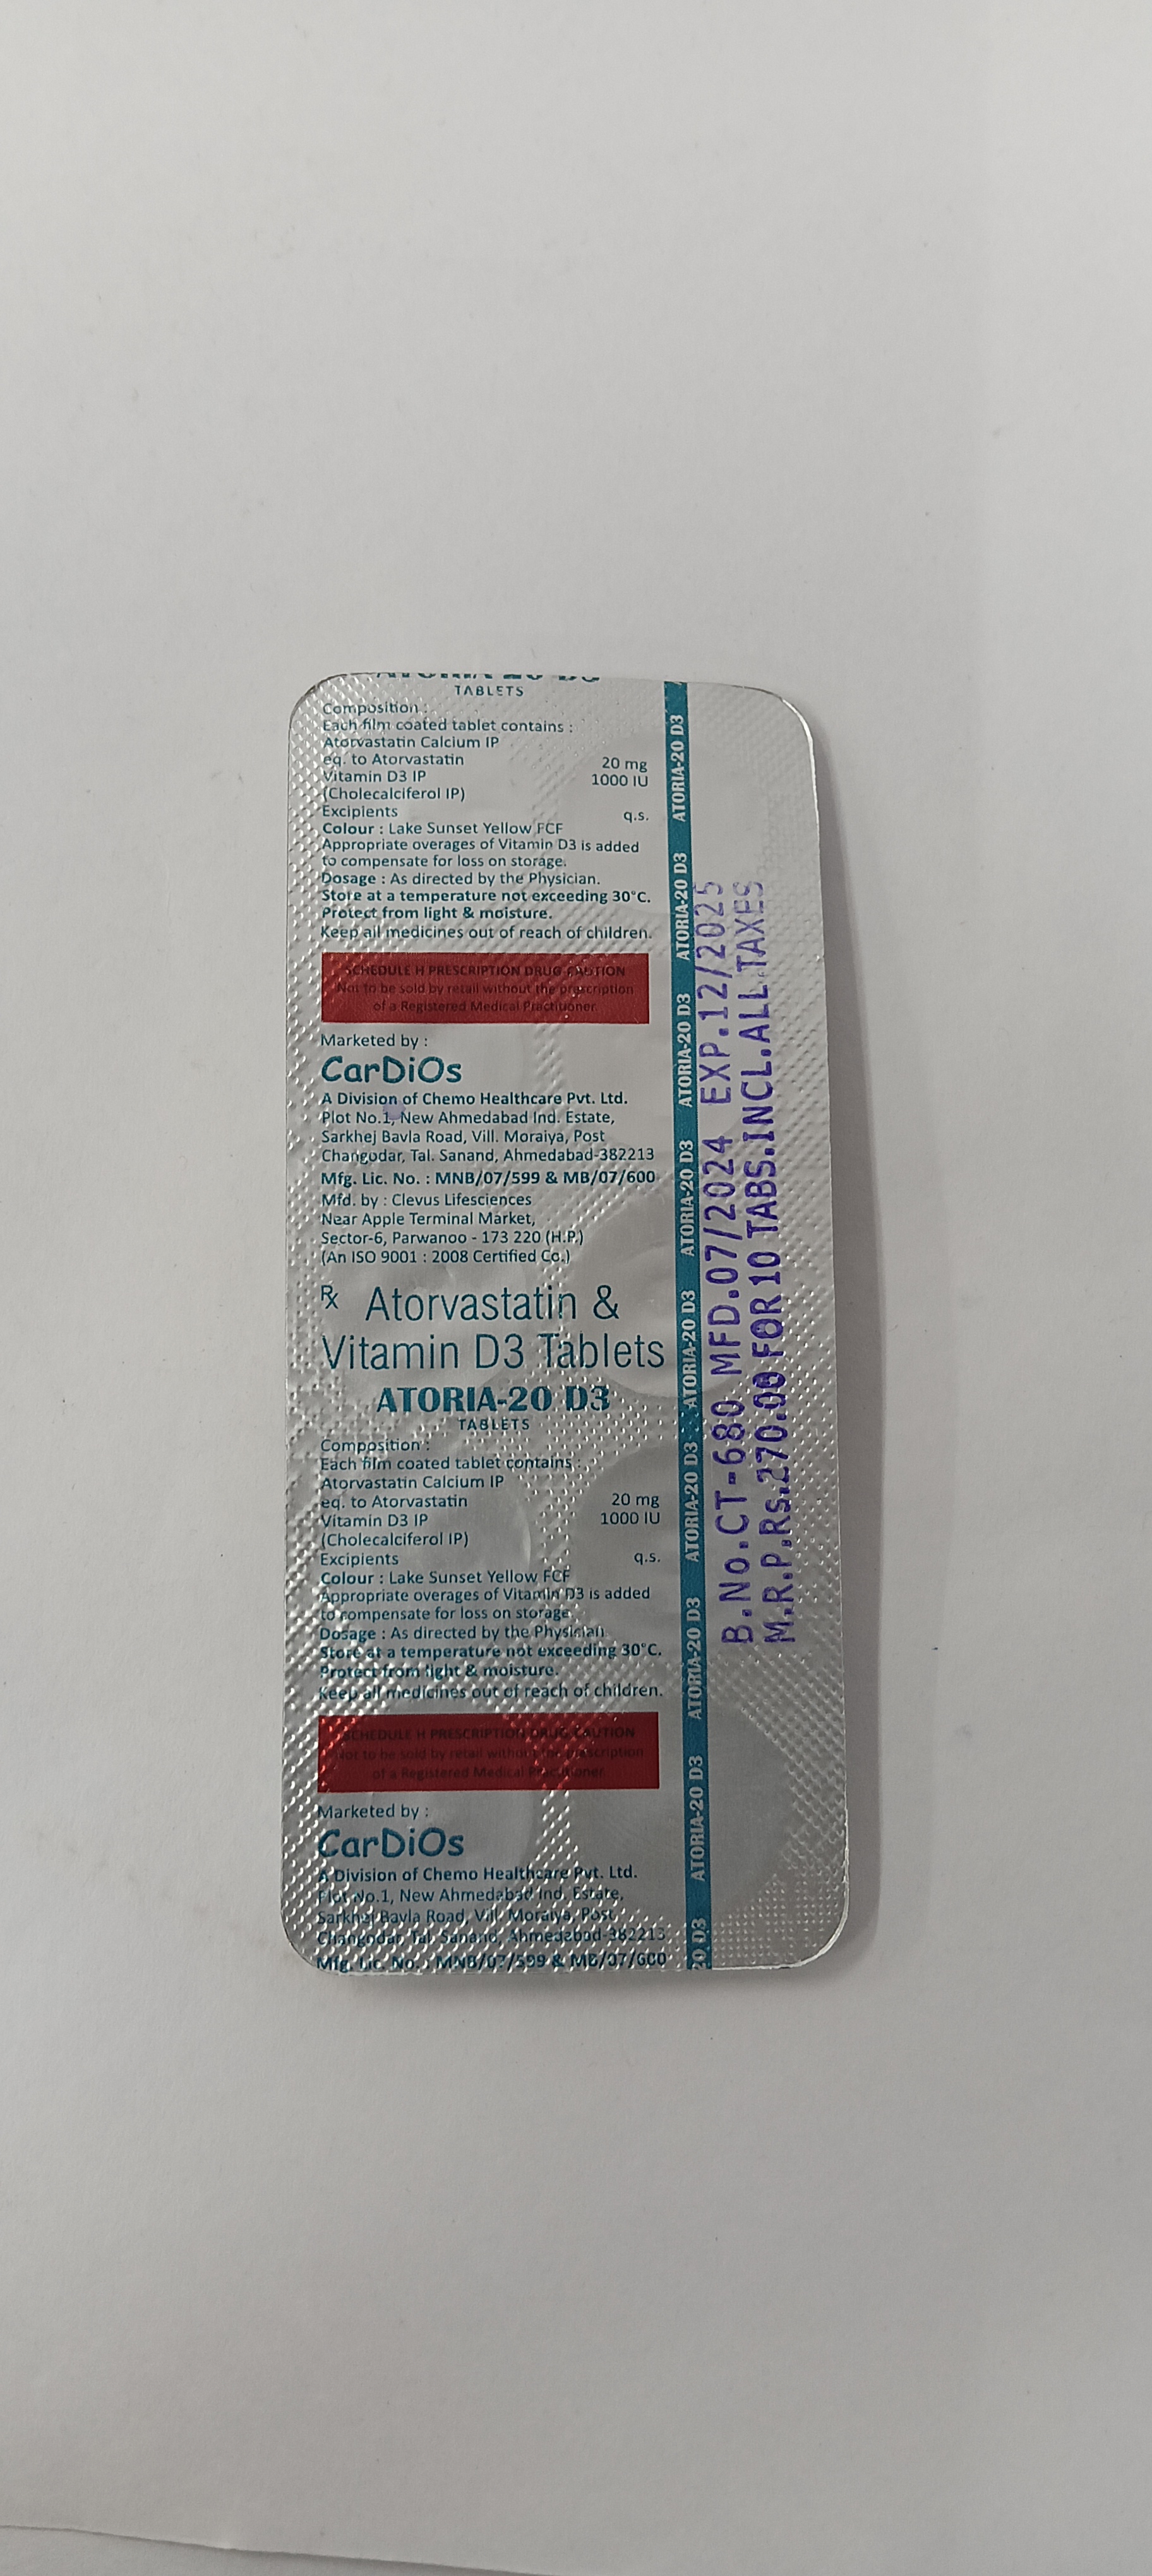 TABLETS
Composition :
Each film coated tablet contains :
Atorvastatin Calcium IP
eq. to Atorvastatin 20 mg
Vitamin D3 IP 1000 IU
(Cholecalciferol IP)
Excipients q.s.
Colour : Lake Sunset Yellow FCF
Appropriate overages of Vitamin D3 is added
to compensate for loss on storage.
Dosage : As directed by the Physician.
Store at a temperature not exceeding 30°C.
Protect from light & moisture.
Keep all medicines out of reach of children.
SCHEDULE H PRESCRIPTION DRUG CAUTION
Not to be sold by retail without the prescription
of a Registered Medical Practitioner.
Marketed by :
CarDiOs
A Division of Chemo Healthcare Pvt. Ltd.
Plot No.1, New Ahmedabad Ind. Estate,
Sarkhej Bavla Road, Vill. Moraiya, Post
Changodar, Tal. Sanand, Ahmedabad-382213
Mfg. Lic. No. : MNB/07/599 & MB/07/600
Mfd. by : Clevus Lifesciences
Near Apple Terminal Market,
Sector-6, Parwanoo - 173 220 (H.P.)
(An ISO 9001 : 2008 Certified Co.)
Rx Atorvastatin &
Vitamin D3 Tablets
ATORIA-20 D3
TABLETS
Composition :
Each film coated tablet contains :
Atorvastatin Calcium IP
eq. to Atorvastatin 20 mg
Vitamin D3 IP 1000 IU
(Cholecalciferol IP)
Excipients q.s.
Colour : Lake Sunset Yellow FCF
Appropriate overages of Vitamin D3 is added
to compensate for loss on storage.
Dosage : As directed by the Physician.
Store at a temperature not exceeding 30°C.
Protect from light & moisture.
Keep all medicines out of reach of children.
SCHEDULE H PRESCRIPTION DRUG CAUTION
Not to be sold by retail without the prescription
of a Registered Medical Practitioner.
Marketed by :
CarDiOs
A Division of Chemo Healthcare Pvt. Ltd.
Plot No.1, New Ahmedabad Ind. Estate,
Sarkhej Bavla Road, Vill. Moraiya, Post
Changodar, Tal. Sanand, Ahmedabad-382213
Mfg. Lic. No. : MNB/07/599 & MB/07/600
20 D3 ATORIA-20 D3 ATORIA-20 D3 ATORIA-20 D3 ATORIA-20 D3 ATORIA-20 D3 ATORIA-20 D3 ATORIA-20 D3 ATORIA-20 D3
B.No.CT-680 MFD.07/2024 EXP.12/2025
M.R.P.Rs.270.00 FOR 10 TABS.INCL.ALL TAXES